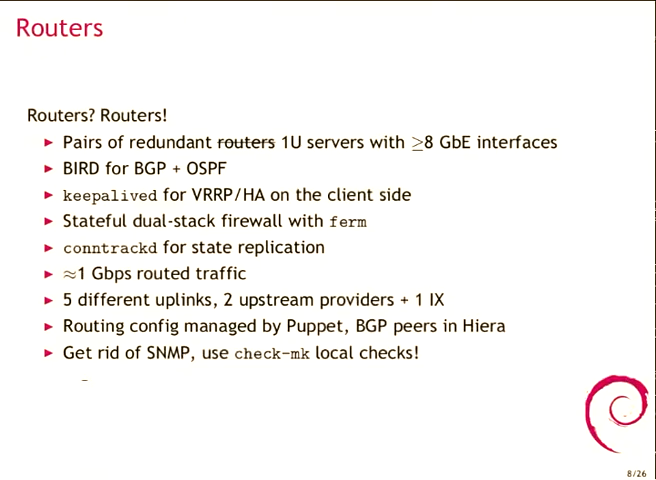 Routers
Routers? Routers!
▶ Pairs of redundant routers 1U servers with ≥8 GbE interfaces
▶ BIRD for BGP + OSPF
▶ keepalived for VRRP/HA on the client side
▶ Stateful dual-stack firewall with ferm
▶ conntrackd for state replication
▶ ≈1 Gbps routed traffic
▶ 5 different uplinks, 2 upstream providers + 1 IX
▶ Routing config managed by Puppet, BGP peers in Hiera
▶ Get rid of SNMP, use check-mk local checks!
8/26